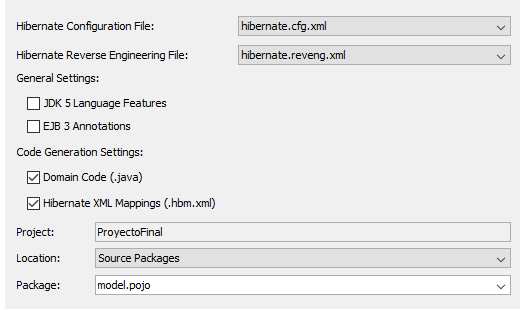 Hibernate Configuration File: hibernate.cfg.xml
Hibernate Reverse Engineering File: hibernate.reveng.xml
General Settings:
JDK 5 Language Features
EJB 3 Annotations
Code Generation Settings:
Domain Code (.java)
Hibernate XML Mappings (.hbm.xml)
Project: ProyectoFinal
Location: Source Packages
Package: model.pojo